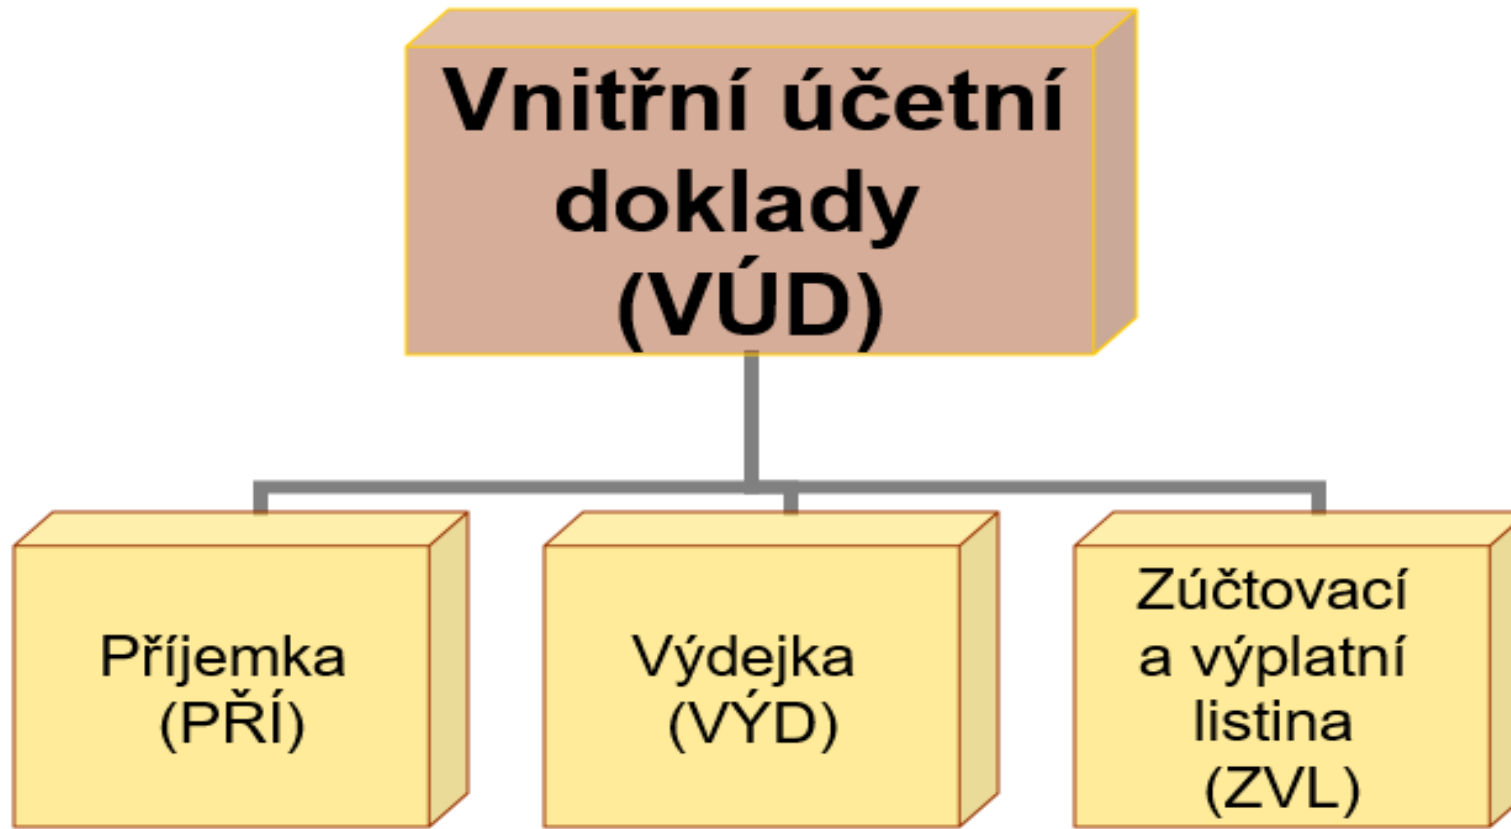 Vnitřní účetní
doklady
(VÚD)
Příjemka
(PŘÍ)
Výdejka
(VÝD)
Zúčtovací
a výplatní
listina
(ZVL)